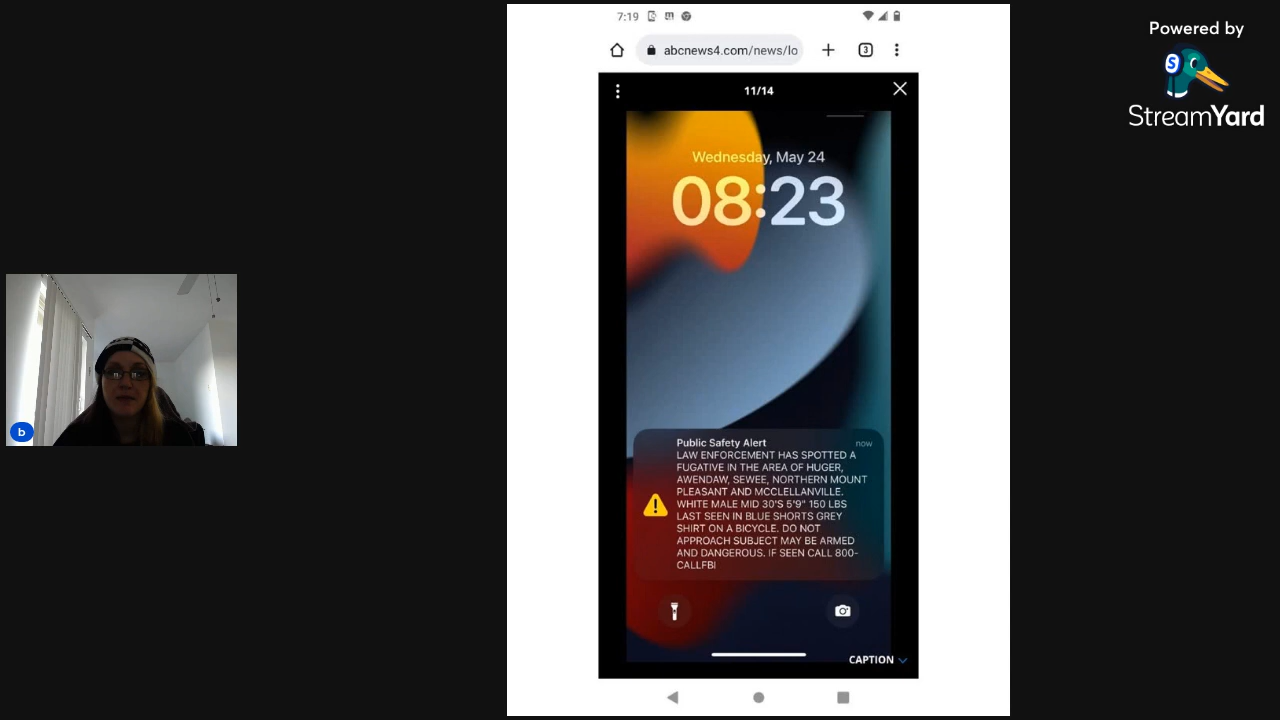 7:19
abcnews4.com/news/lo
3
11/14
Wednesday, May 24
08:23
Public Safety Alert
now
LAW ENFORCEMENT HAS SPOTTED A
FUGATIVE IN THE AREA OF HUGER,
AWENDAW, SEWEE, NORTHERN MOUNT
PLEASANT AND MCCLELLANVILLE.
WHITE MALE MID 30'S 5'9" 150 LBS
LAST SEEN IN BLUE SHORTS GREY
SHIRT ON A BICYCLE. DO NOT
APPROACH SUBJECT MAY BE ARMED
AND DANGEROUS. IF SEEN CALL 800-
CALLFBI
CAPTION
b
Powered by
S
StreamYard